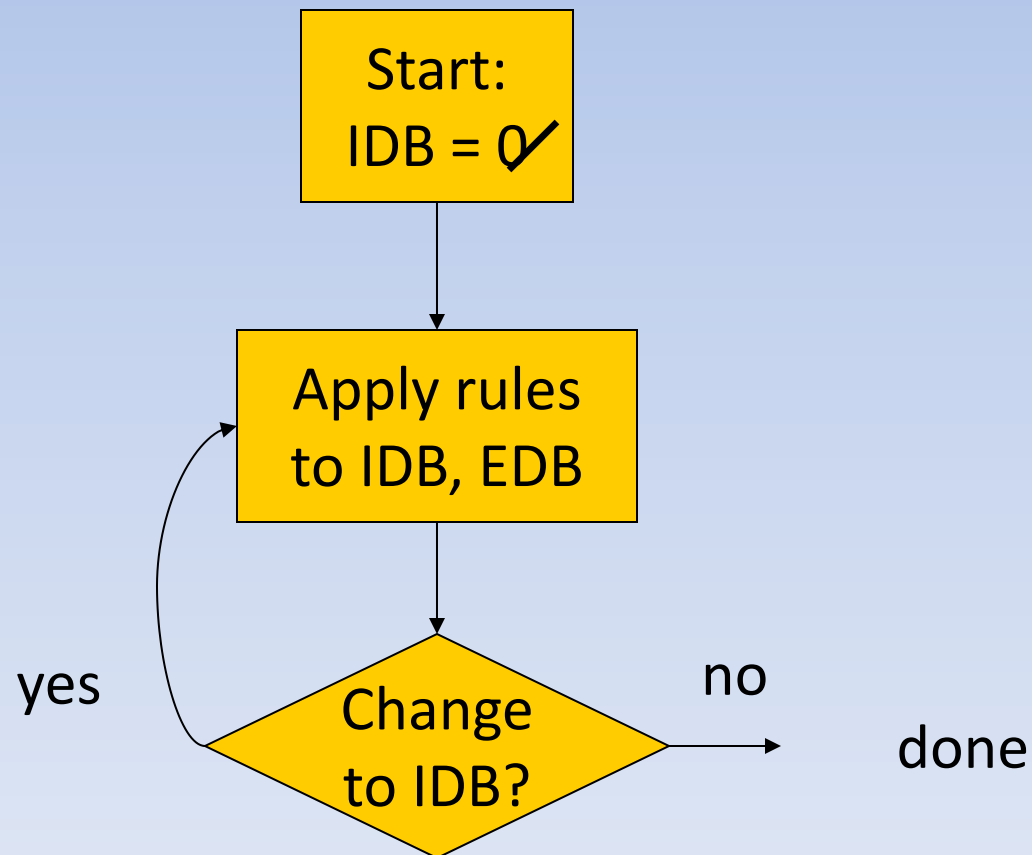 Start:
IDB = 0̸
Apply rules
to IDB, EDB
yes
no
Change
to IDB?
done